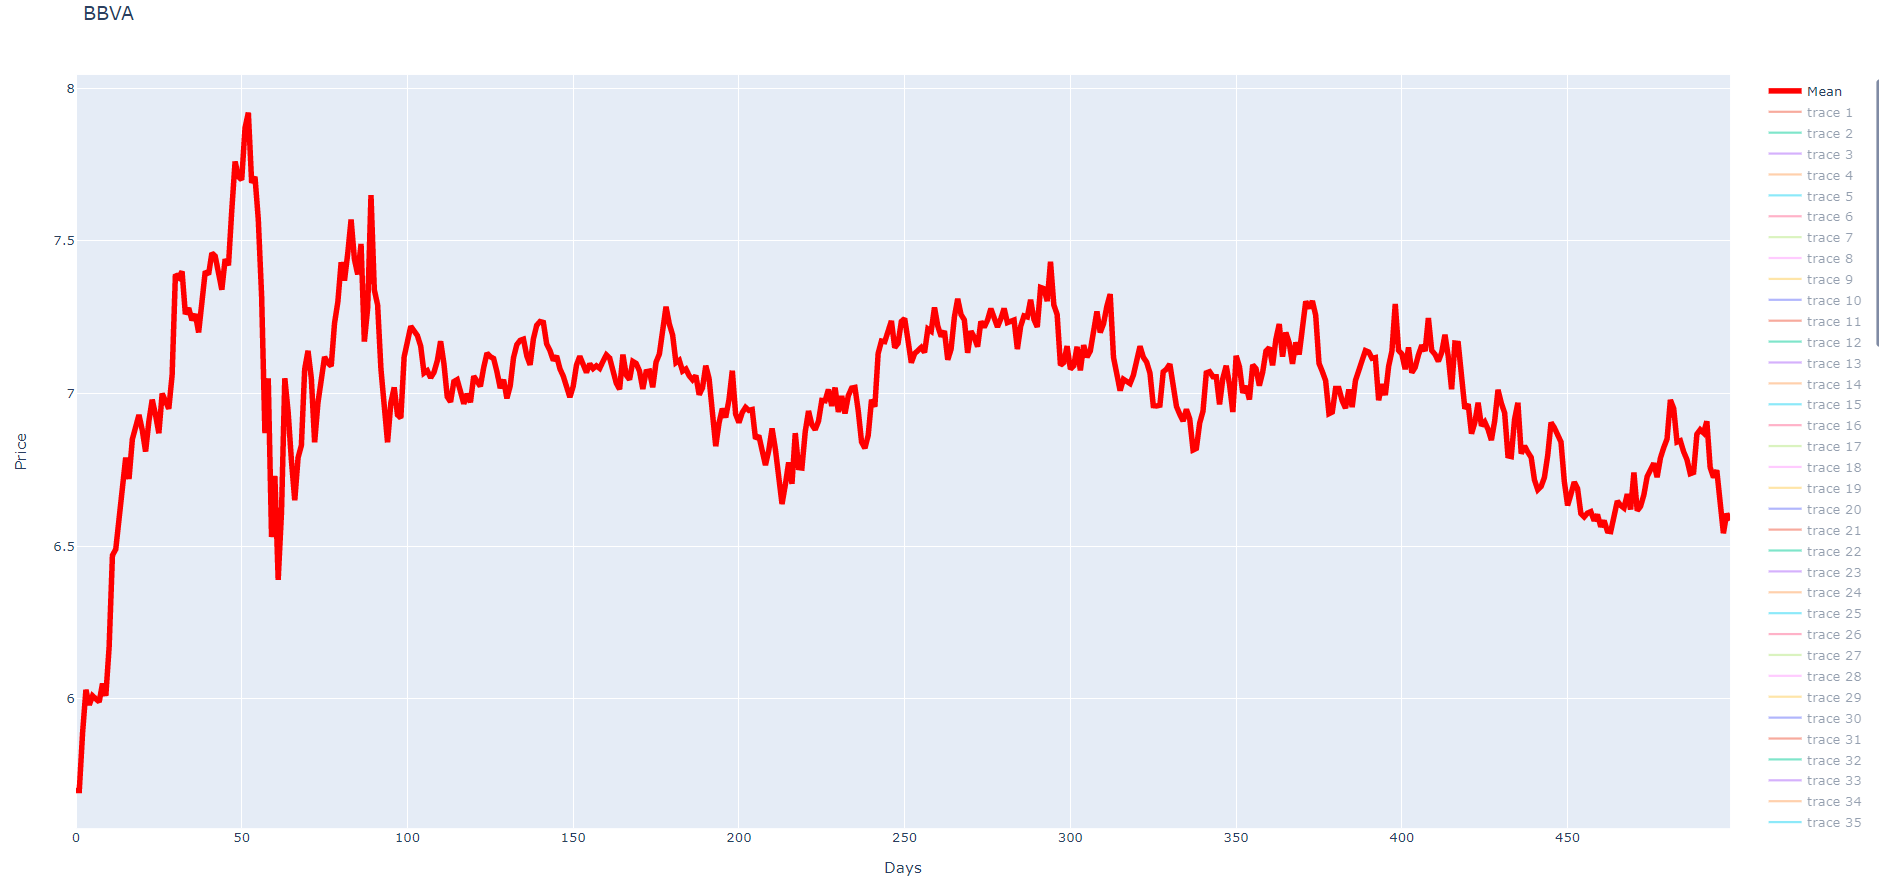 BBVA
8
7.5
7
6.5
6
Price
0 50 100 150 200 250 300 350 400 450
Days
Mean
trace 1
trace 2
trace 3
trace 4
trace 5
trace 6
trace 7
trace 8
trace 9
trace 10
trace 11
trace 12
trace 13
trace 14
trace 15
trace 16
trace 17
trace 18
trace 19
trace 20
trace 21
trace 22
trace 23
trace 24
trace 25
trace 26
trace 27
trace 28
trace 29
trace 30
trace 31
trace 32
trace 33
trace 34
trace 35